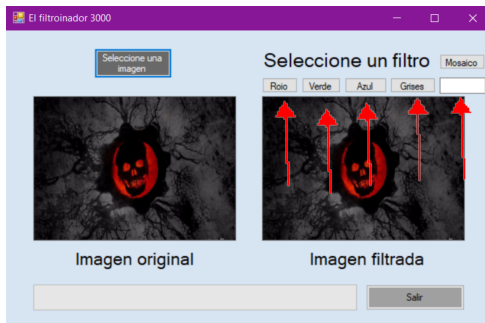 El filtroinador 3000
Seleccione una
imagen
Seleccione un filtro
Mosaico
Rojo
Verde
Azul
Grises
Imagen original
Imagen filtrada
Salir